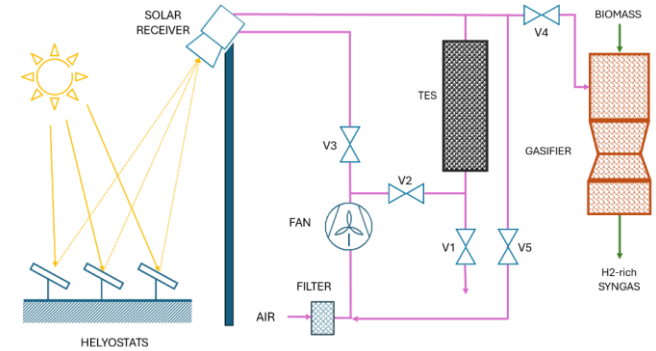 SOLAR
RECEIVER
BIOMASS
V4
TES
GASIFIER
V3
V2
FAN
V1
V5
H2-rich
SYNGAS
FILTER
AIR
HELYOSTATS